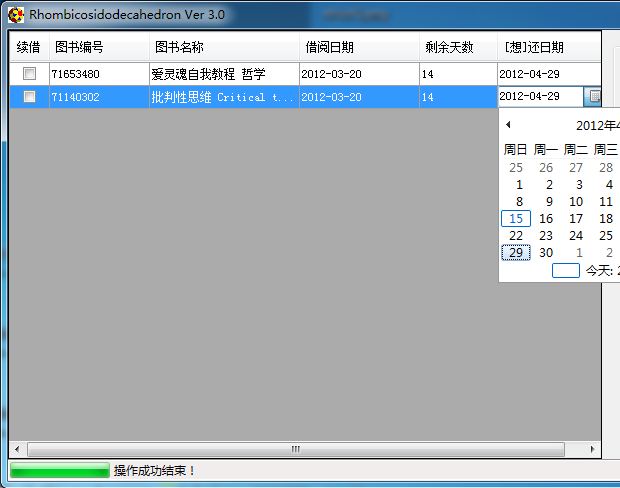 Rhombicosidodecahedron Ver 3.0
续借 图书编号 图书名称 借阅日期 剩余天数 [想]还日期
71653480 爱灵魂自我教程 哲学 2012-03-20 14 2012-04-29
71140302 批判性思维 Critical t... 2012-03-20 14 2012-04-29
2012年4
周日 周一 周二 周三
25 26 27 28
1 2 3 4
8 9 10 11
15 16 17 18
22 23 24 25
29 30 1 2
今天: 2
操作成功结束！